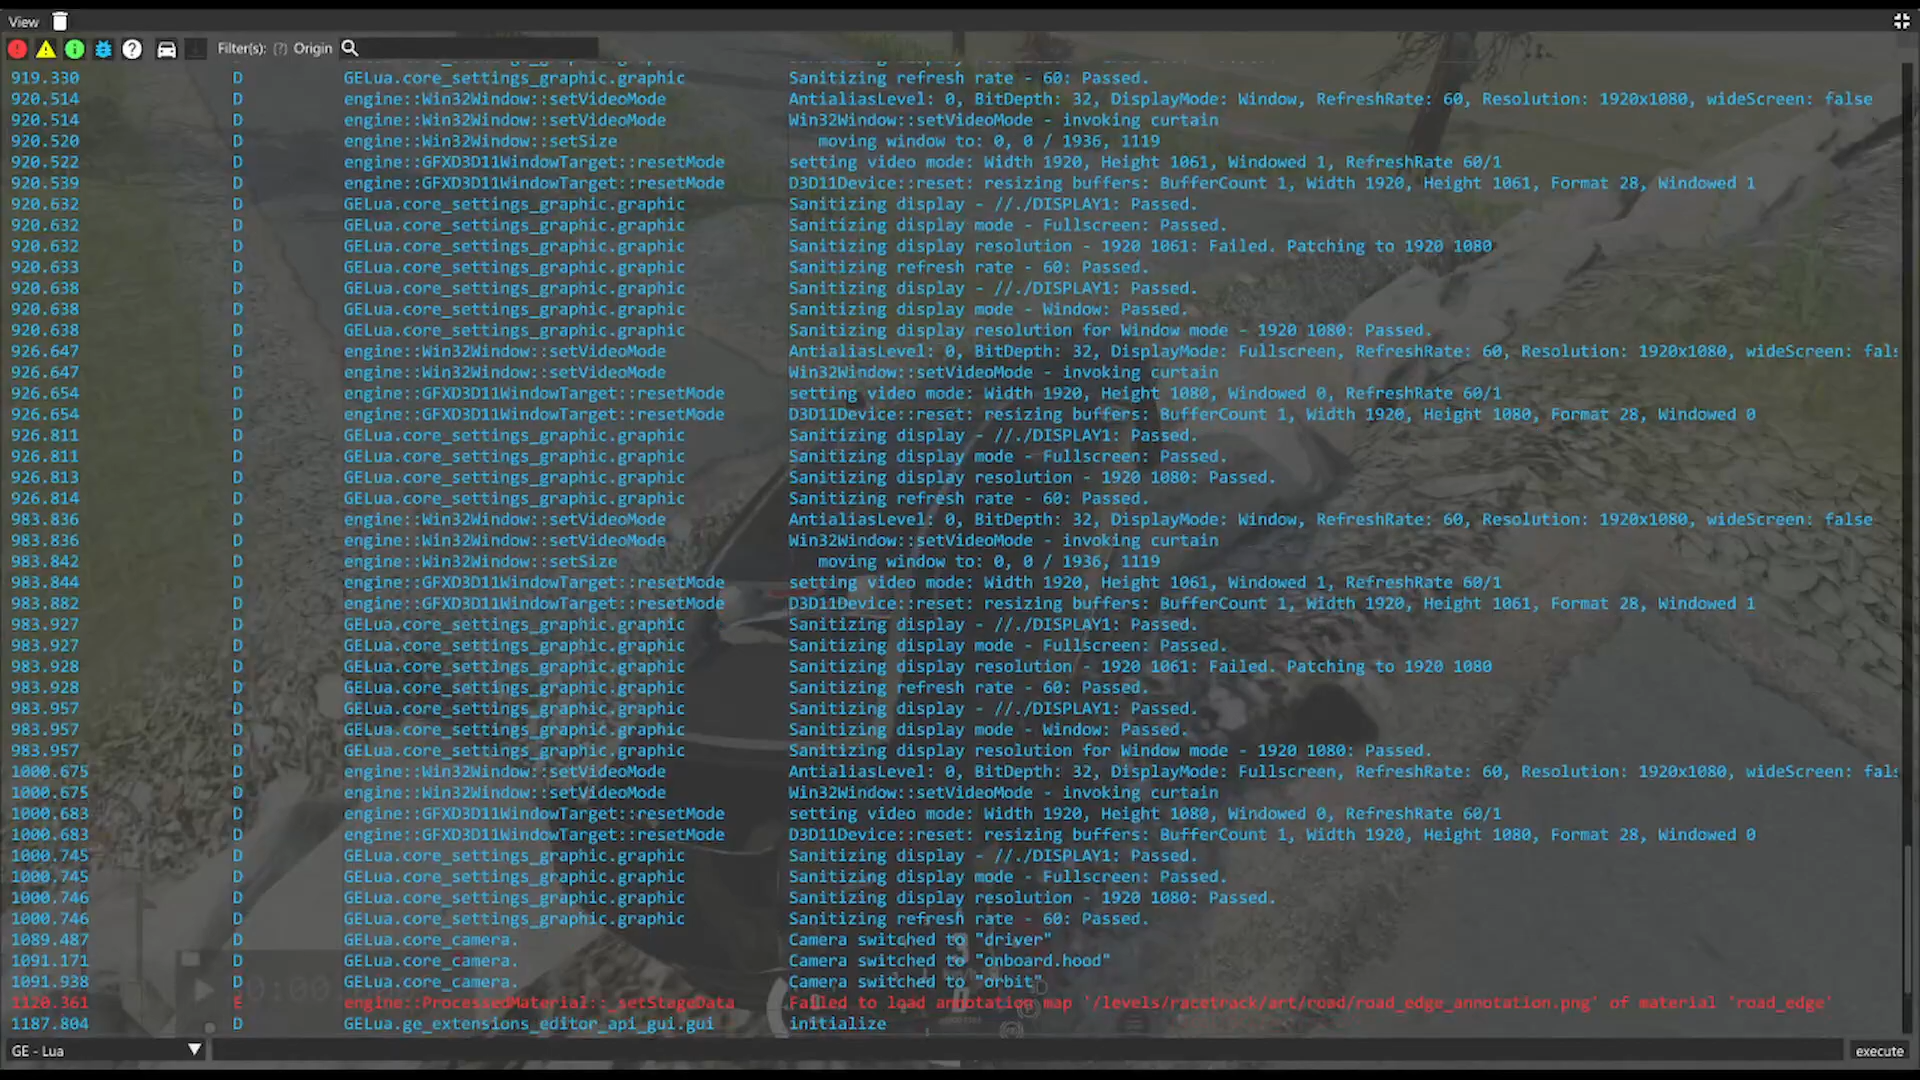 View
Filter(s): (?) Origin
919.330 D GELua.core_settings_graphic.graphic Sanitizing refresh rate - 60: Passed.
920.514 D engine::Win32Window::setVideoMode AntialiasLevel: 0, BitDepth: 32, DisplayMode: Window, RefreshRate: 60, Resolution: 1920x1080, wideScreen: false
920.514 D engine::Win32Window::setVideoMode Win32Window::setVideoMode - invoking curtain
920.520 D engine::Win32Window::setSize moving window to: 0, 0 / 1936, 1119
920.522 D engine::GFXD3D11WindowTarget::resetMode setting video mode: Width 1920, Height 1061, Windowed 1, RefreshRate 60/1
920.539 D engine::GFXD3D11WindowTarget::resetMode D3D11Device::reset: resizing buffers: BufferCount 1, Width 1920, Height 1061, Format 28, Windowed 1
920.632 D GELua.core_settings_graphic.graphic Sanitizing display - //./DISPLAY1: Passed.
920.632 D GELua.core_settings_graphic.graphic Sanitizing display mode - Fullscreen: Passed.
920.632 D GELua.core_settings_graphic.graphic Sanitizing display resolution - 1920 1061: Failed. Patching to 1920 1080
920.633 D GELua.core_settings_graphic.graphic Sanitizing refresh rate - 60: Passed.
920.638 D GELua.core_settings_graphic.graphic Sanitizing display - //./DISPLAY1: Passed.
920.638 D GELua.core_settings_graphic.graphic Sanitizing display mode - Window: Passed.
920.638 D GELua.core_settings_graphic.graphic Sanitizing display resolution for Window mode - 1920 1080: Passed.
926.647 D engine::Win32Window::setVideoMode AntialiasLevel: 0, BitDepth: 32, DisplayMode: Fullscreen, RefreshRate: 60, Resolution: 1920x1080, wideScreen: fals
926.647 D engine::Win32Window::setVideoMode Win32Window::setVideoMode - invoking curtain
926.654 D engine::GFXD3D11WindowTarget::resetMode setting video mode: Width 1920, Height 1080, Windowed 0, RefreshRate 60/1
926.654 D engine::GFXD3D11WindowTarget::resetMode D3D11Device::reset: resizing buffers: BufferCount 1, Width 1920, Height 1080, Format 28, Windowed 0
926.811 D GELua.core_settings_graphic.graphic Sanitizing display - //./DISPLAY1: Passed.
926.811 D GELua.core_settings_graphic.graphic Sanitizing display mode - Fullscreen: Passed.
926.813 D GELua.core_settings_graphic.graphic Sanitizing display resolution - 1920 1080: Passed.
926.814 D GELua.core_settings_graphic.graphic Sanitizing refresh rate - 60: Passed.
983.836 D engine::Win32Window::setVideoMode AntialiasLevel: 0, BitDepth: 32, DisplayMode: Window, RefreshRate: 60, Resolution: 1920x1080, wideScreen: false
983.836 D engine::Win32Window::setVideoMode Win32Window::setVideoMode - invoking curtain
983.842 D engine::Win32Window::setSize moving window to: 0, 0 / 1936, 1119
983.844 D engine::GFXD3D11WindowTarget::resetMode setting video mode: Width 1920, Height 1061, Windowed 1, RefreshRate 60/1
983.882 D engine::GFXD3D11WindowTarget::resetMode D3D11Device::reset: resizing buffers: BufferCount 1, Width 1920, Height 1061, Format 28, Windowed 1
983.927 D GELua.core_settings_graphic.graphic Sanitizing display - //./DISPLAY1: Passed.
983.927 D GELua.core_settings_graphic.graphic Sanitizing display mode - Fullscreen: Passed.
983.928 D GELua.core_settings_graphic.graphic Sanitizing display resolution - 1920 1061: Failed. Patching to 1920 1080
983.928 D GELua.core_settings_graphic.graphic Sanitizing refresh rate - 60: Passed.
983.957 D GELua.core_settings_graphic.graphic Sanitizing display - //./DISPLAY1: Passed.
983.957 D GELua.core_settings_graphic.graphic Sanitizing display mode - Window: Passed.
983.957 D GELua.core_settings_graphic.graphic Sanitizing display resolution for Window mode - 1920 1080: Passed.
1000.675 D engine::Win32Window::setVideoMode AntialiasLevel: 0, BitDepth: 32, DisplayMode: Fullscreen, RefreshRate: 60, Resolution: 1920x1080, wideScreen: fals
1000.675 D engine::Win32Window::setVideoMode Win32Window::setVideoMode - invoking curtain
1000.683 D engine::GFXD3D11WindowTarget::resetMode setting video mode: Width 1920, Height 1080, Windowed 0, RefreshRate 60/1
1000.683 D engine::GFXD3D11WindowTarget::resetMode D3D11Device::reset: resizing buffers: BufferCount 1, Width 1920, Height 1080, Format 28, Windowed 0
1000.745 D GELua.core_settings_graphic.graphic Sanitizing display - //./DISPLAY1: Passed.
1000.745 D GELua.core_settings_graphic.graphic Sanitizing display mode - Fullscreen: Passed.
1000.746 D GELua.core_settings_graphic.graphic Sanitizing display resolution - 1920 1080: Passed.
1000.746 D GELua.core_settings_graphic.graphic Sanitizing refresh rate - 60: Passed.
1089.487 D GELua.core_camera. Camera switched to "driver"
1091.171 D GELua.core_camera. Camera switched to "onboard.hood"
1091.938 D GELua.core_camera. Camera switched to "orbit"
1120.361 E engine::ProcessedMaterial::_setStageData Failed to load annotation map '/levels/racetrack/art/road/road_edge_annotation.png' of material 'road_edge'
1187.804 D GELua.ge_extensions_editor_api_gui.gui initialize
GE - Lua
execute